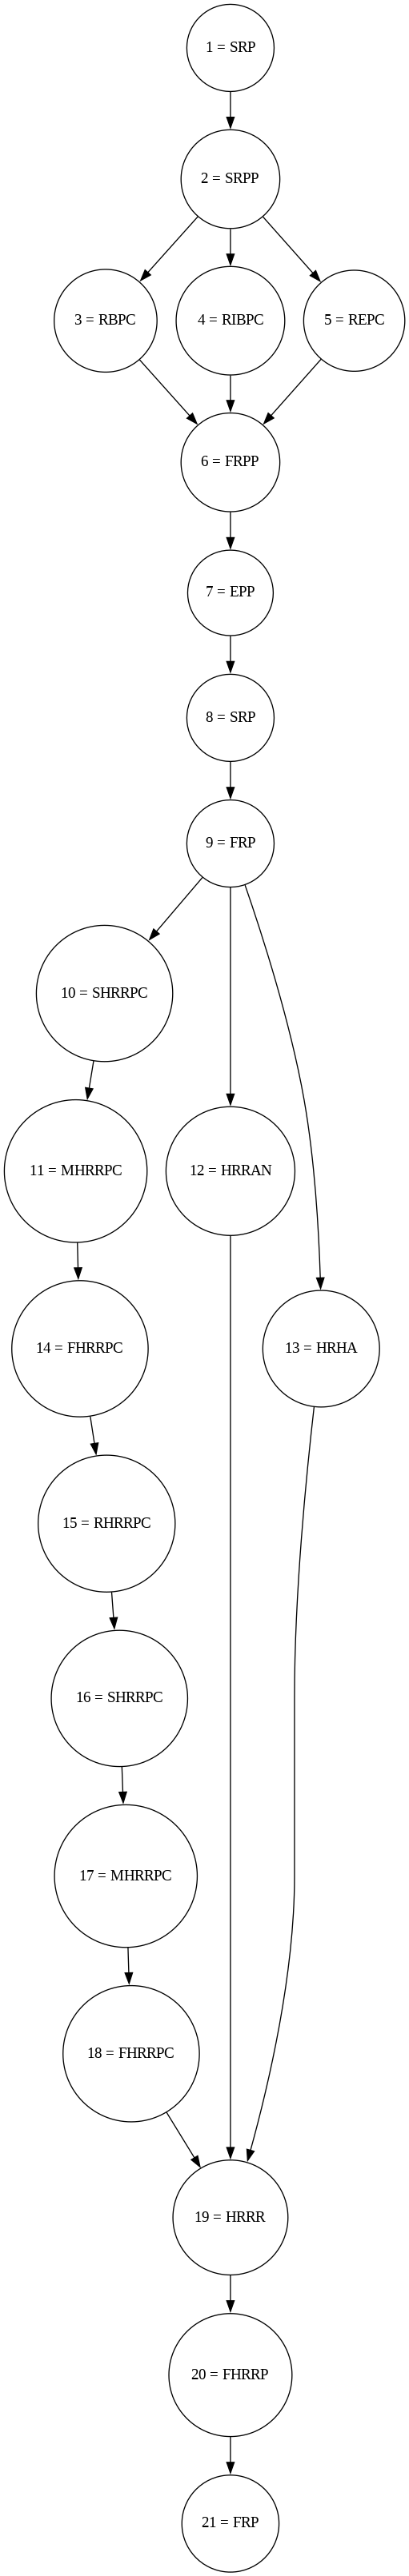 1 = SRP
2 = SRPP
3 = RBPC
4 = RIBPC
5 = REPC
6 = FRPP
7 = EPP
8 = SRP
9 = FRP
10 = SHRRPC
11 = MHRRPC
12 = HRRAN
13 = HRHA
14 = FHRRPC
15 = RHRRPC
16 = SHRRPC
17 = MHRRPC
18 = FHRRPC
19 = HRRR
20 = FHRRP
21 = FRP